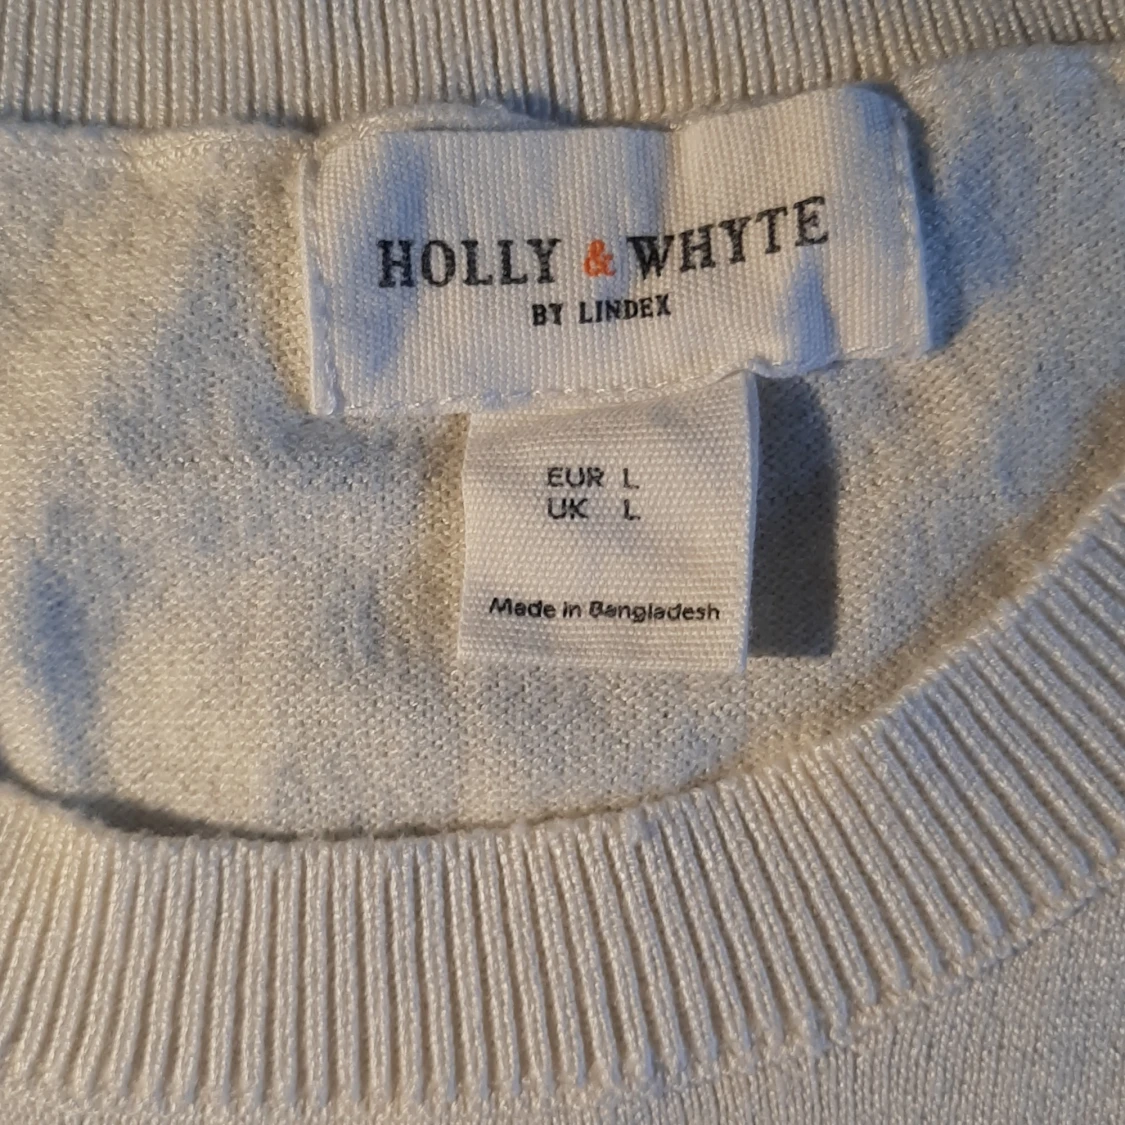 HOLLY & WHYTE
BY LINDEX
EUR L
UK L
Made in Bangladesh